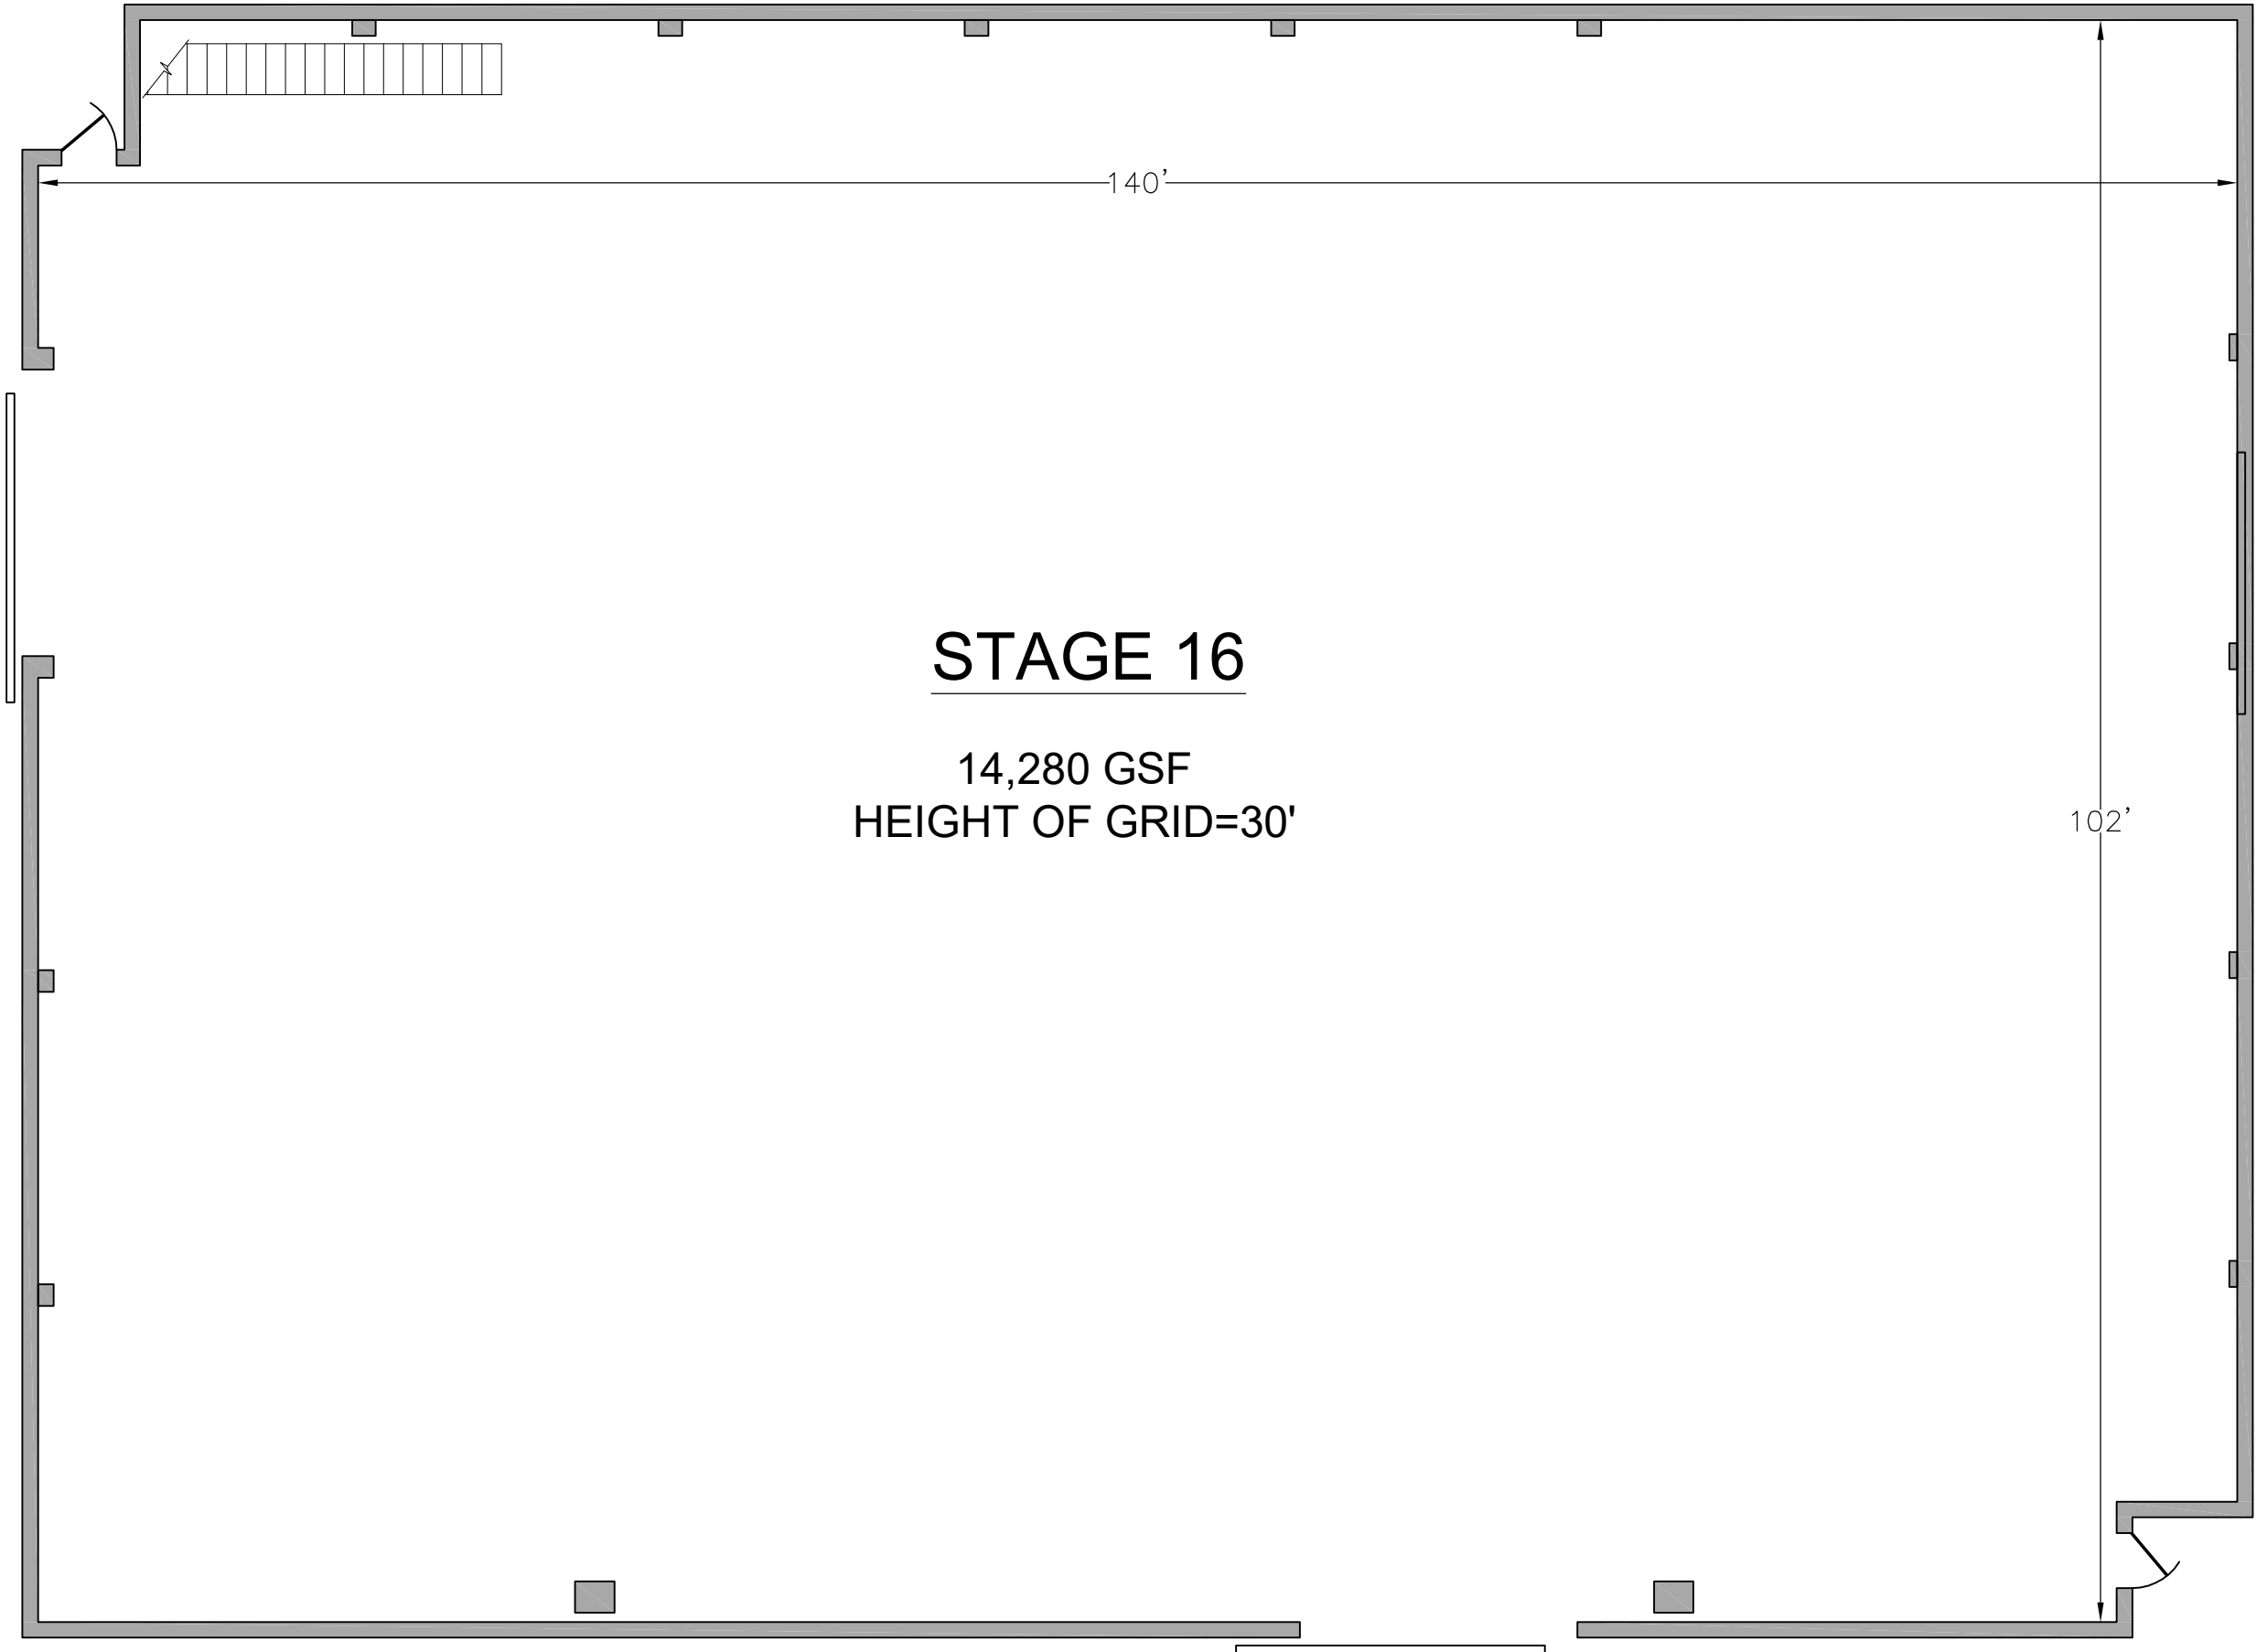 140’
STAGE 16
14,280 GSF
HEIGHT OF GRID=30'
102’